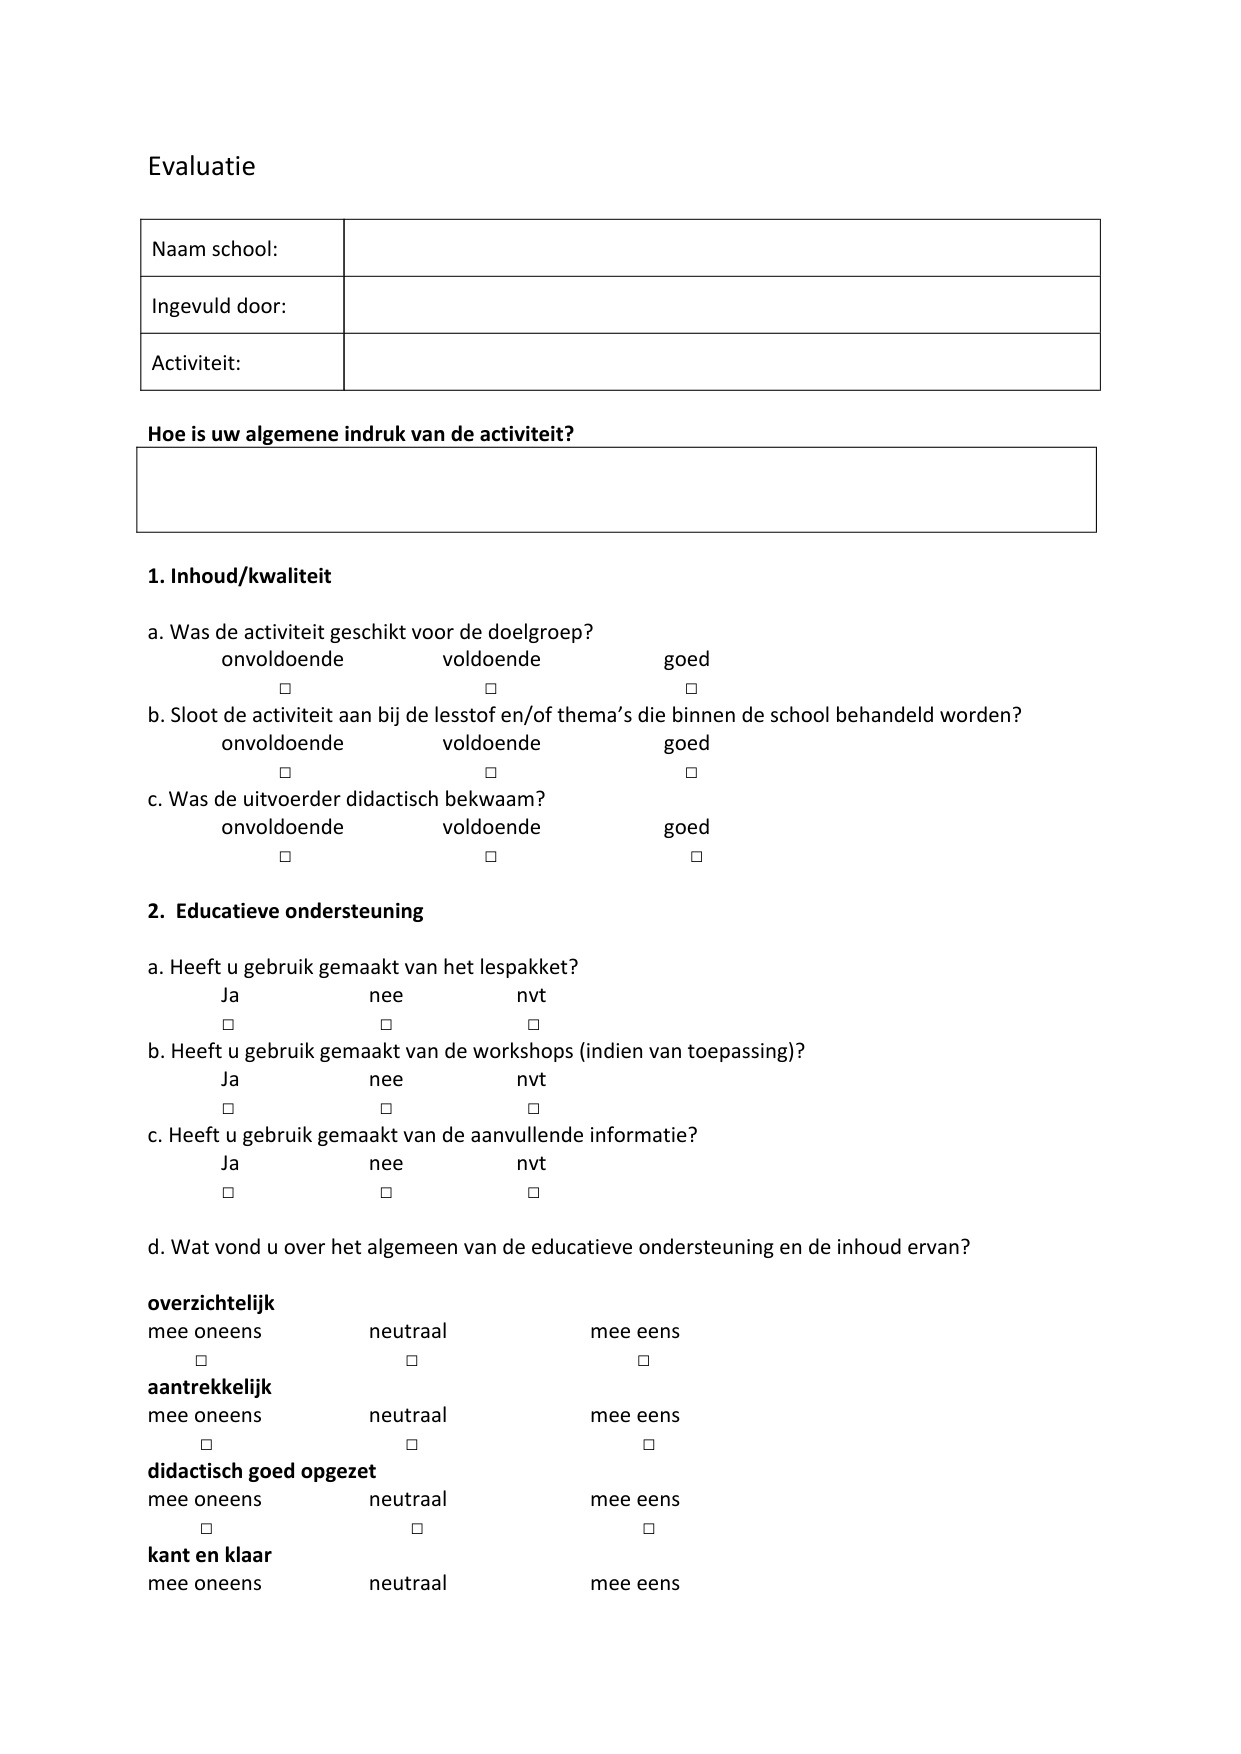 Evaluatie
Naam school:
Ingevuld door:
Activiteit:
Hoe is uw algemene indruk van de activiteit?
1. Inhoud/kwaliteit
a. Was de activiteit geschikt voor de doelgroep?
onvoldoende voldoende goed
□ □ □
b. Sloot de activiteit aan bij de lesstof en/of thema’s die binnen de school behandeld worden?
onvoldoende voldoende goed
□ □ □
c. Was de uitvoerder didactisch bekwaam?
onvoldoende voldoende goed
□ □ □
2. Educatieve ondersteuning
a. Heeft u gebruik gemaakt van het lespakket?
Ja nee nvt
□ □ □
b. Heeft u gebruik gemaakt van de workshops (indien van toepassing)?
Ja nee nvt
□ □ □
c. Heeft u gebruik gemaakt van de aanvullende informatie?
Ja nee nvt
□ □ □
d. Wat vond u over het algemeen van de educatieve ondersteuning en de inhoud ervan?
overzichtelijk
mee oneens neutraal mee eens
□ □ □
aantrekkelijk
mee oneens neutraal mee eens
□ □ □
didactisch goed opgezet
mee oneens neutraal mee eens
□ □ □
kant en klaar
mee oneens neutraal mee eens